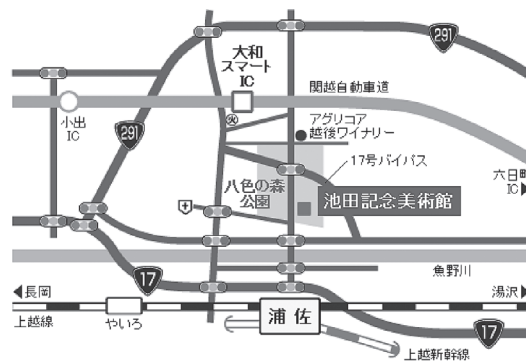 291
大和
スマート
IC
関越自動車道
小出
IC
291
アグリコア
越後ワイナリー
17号バイパス
六日町
IC
八色の森
公園
池田記念美術館
魚野川
17
長岡
湯沢
上越線
やいろ
浦佐
17
上越新幹線